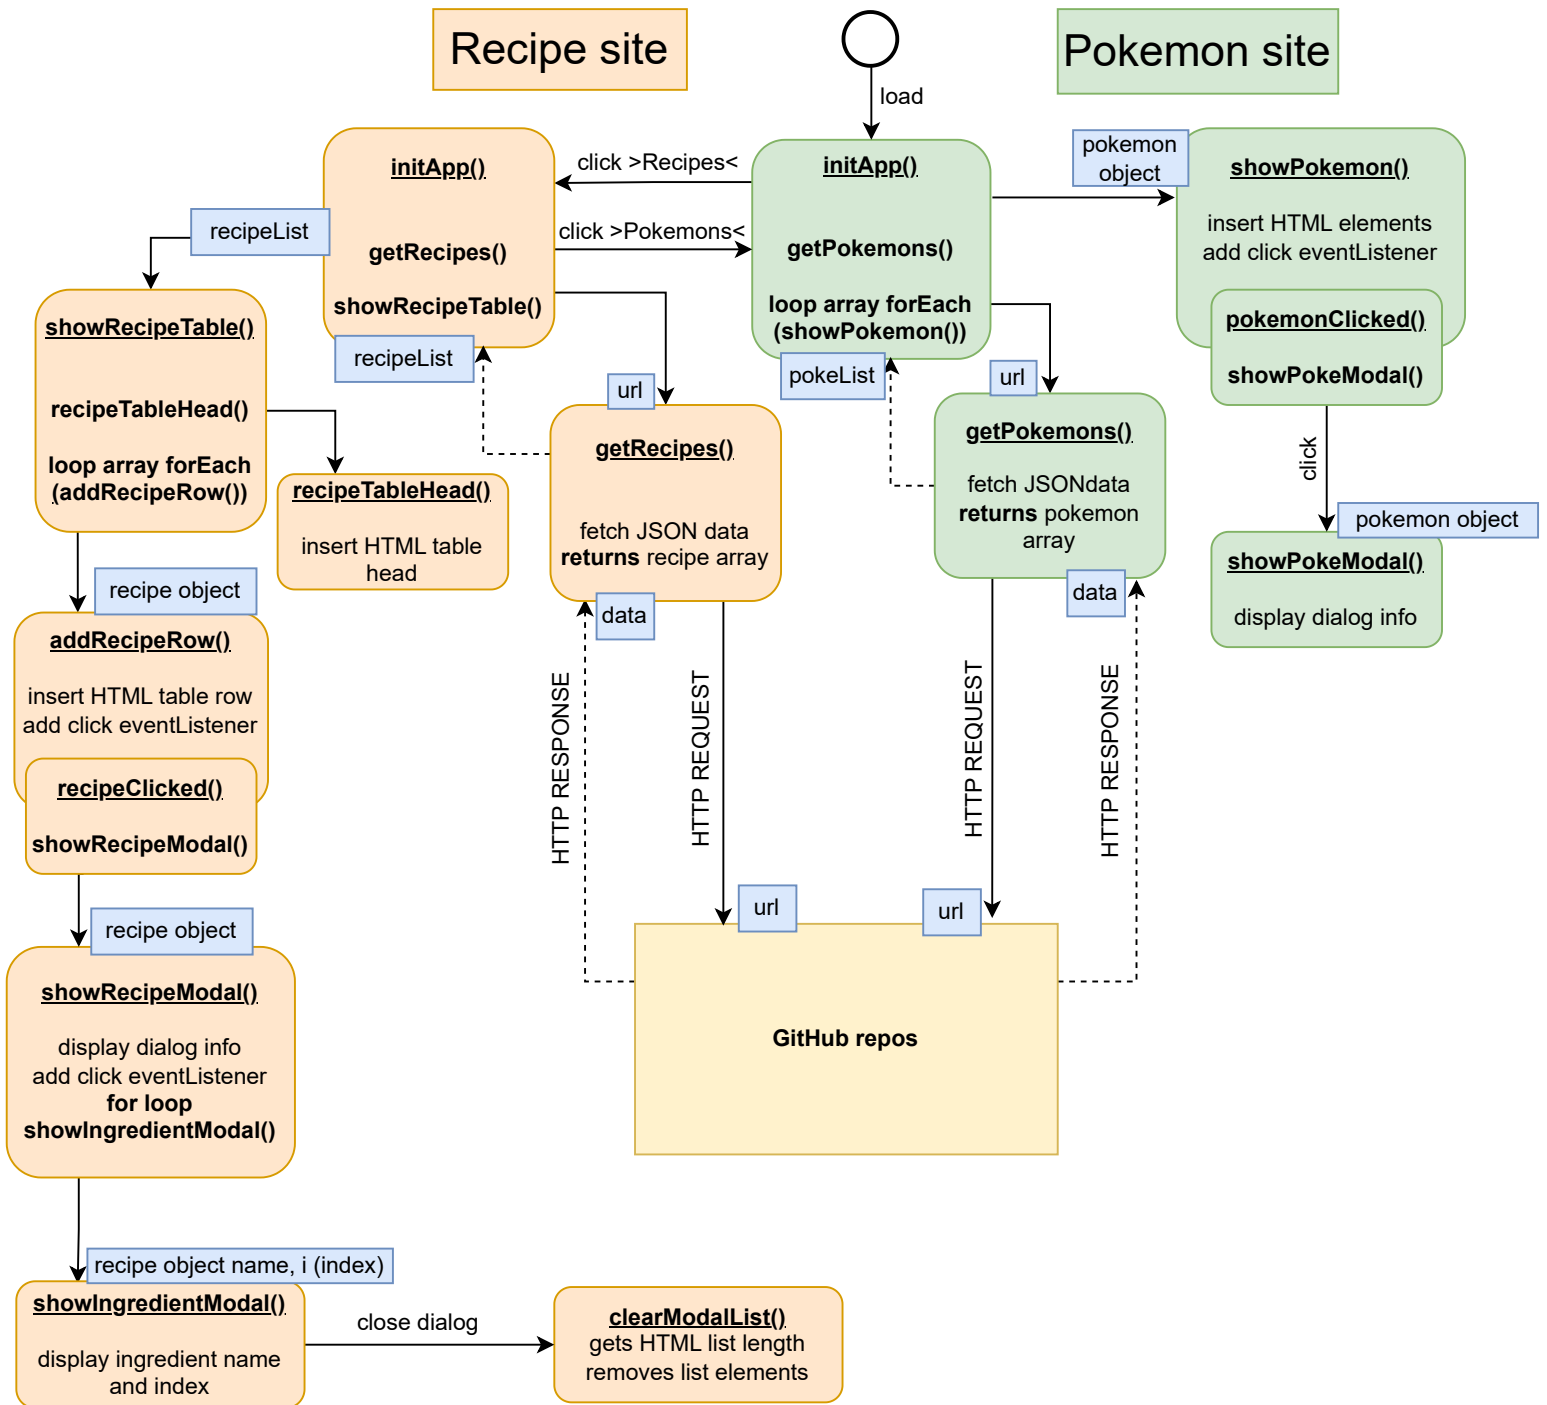 Recipe site
Pokemon site
load
initApp()
getRecipes()
showRecipeTable()
click >Recipes<
click >Pokemons<
initApp()
getPokemons()
loop array forEach
(showPokemon())
pokemon
object
showPokemon()
insert HTML elements
add click eventListener
pokemonClicked()
showPokeModal()
recipeList
recipeList
pokeList
url
url
showRecipeTable()
recipeTableHead()
loop array forEach
(addRecipeRow())
recipeTableHead()
insert HTML table
head
getRecipes()
fetch JSON data
returns recipe array
getPokemons()
fetch JSONdata
returns pokemon
array
click
pokemon object
showPokeModal()
display dialog info
data
data
recipe object
addRecipeRow()
insert HTML table row
add click eventListener
recipeClicked()
showRecipeModal()
HTTP RESPONSE
HTTP REQUEST
HTTP REQUEST
HTTP RESPONSE
url
url
GitHub repos
recipe object
showRecipeModal()
display dialog info
add click eventListener
for loop
showIngredientModal()
recipe object name, i (index)
showIngredientModal()
display ingredient name
and index
close dialog
clearModalList()
gets HTML list length
removes list elements